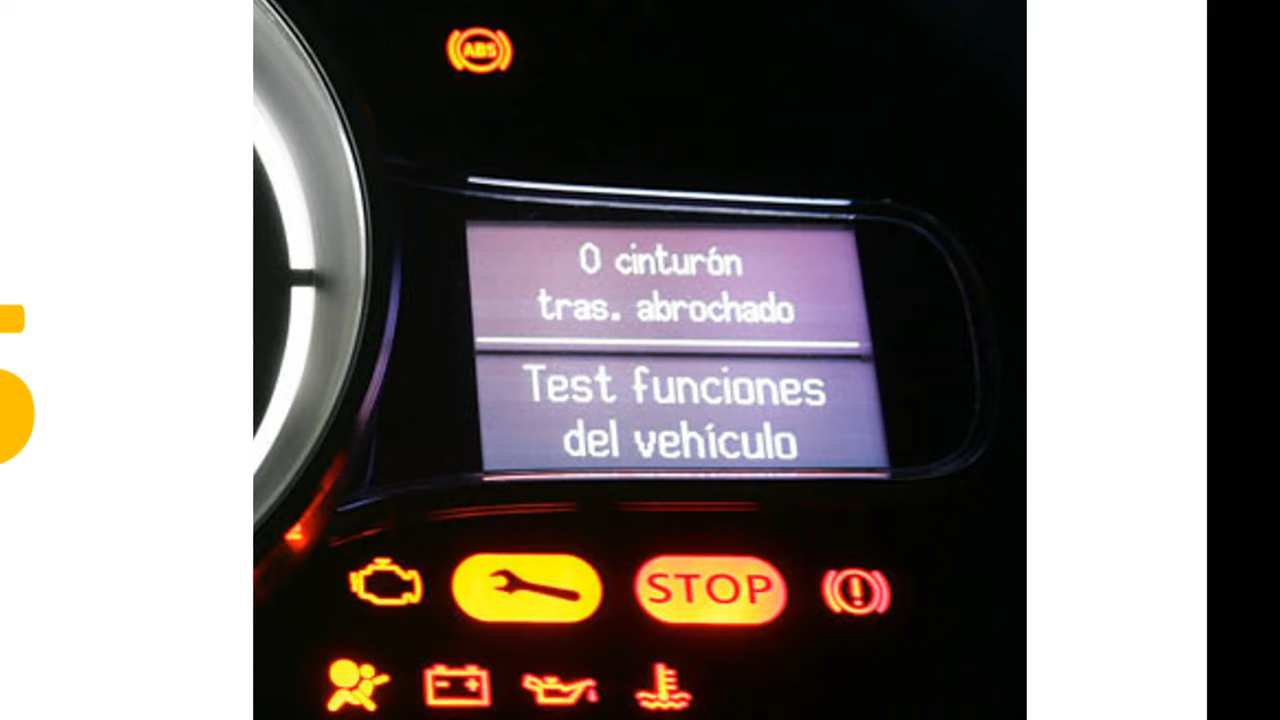 ABS
0 cinturón
tras. abrochado
Test funciones
del vehículo
STOP